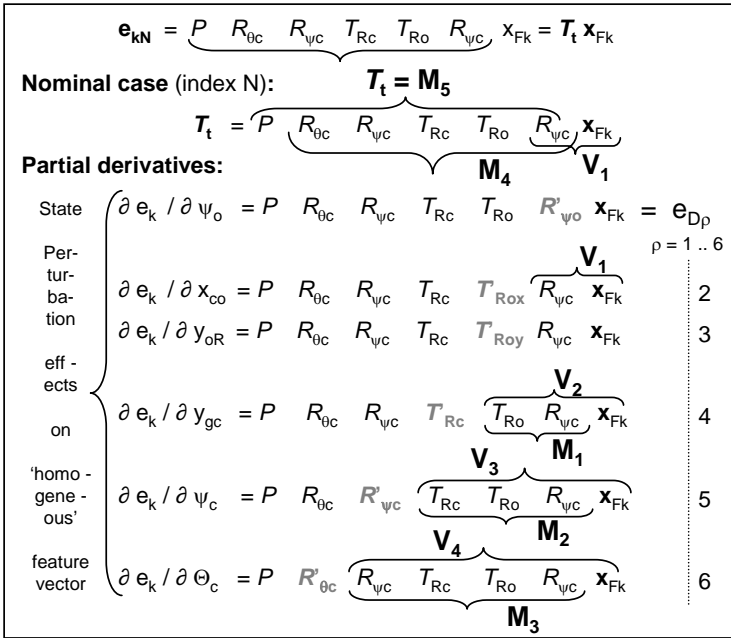 e_kN = P R_θc R_ψc T_Rc T_Ro R_ψc x_Fk = T_t x_Fk
Nominal case (index N): T_t = M_5
T_t = P R_θc R_ψc T_Rc T_Ro R_ψc x_Fk
M_4 V_1
Partial derivatives:
State ∂ e_k / ∂ ψ_o = P R_θc R_ψc T_Rc T_Ro R'_ψo x_Fk = e_Dρ
ρ = 1 .. 6
Per-
tur-
ba-
tion
V_1
∂ e_k / ∂ x_co = P R_θc R_ψc T_Rc T'_Rox R_ψc x_Fk 2
∂ e_k / ∂ y_oR = P R_θc R_ψc T_Rc T'_Roy R_ψc x_Fk 3
eff -
ects
V_2
∂ e_k / ∂ y_gc = P R_θc R_ψc T'_Rc T_Ro R_ψc x_Fk 4
on
M_1
V_3
'homo -
gene -
ous'
∂ e_k / ∂ ψ_c = P R_θc R'_ψc T_Rc T_Ro R_ψc x_Fk 5
M_2
V_4
feature
vector
∂ e_k / ∂ Θ_c = P R'_θc R_ψc T_Rc T_Ro R_ψc x_Fk 6
M_3